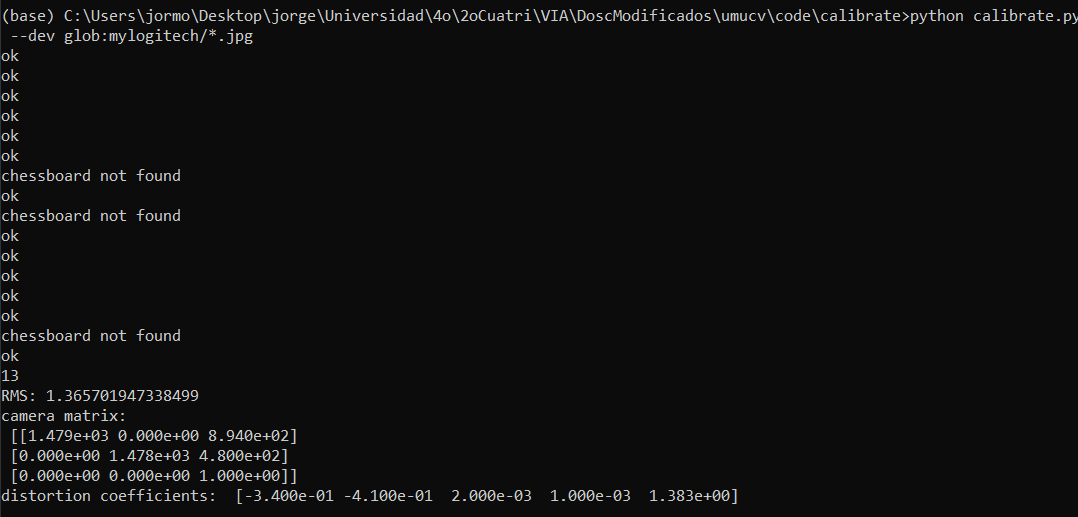 (base) C:\Users\jormo\Desktop\jorge\Universidad\4o\2oCuatri\VIA\DoscModificados\umucv\code\calibrate>python calibrate.py
 --dev glob:mylogitech/*.jpg
ok
ok
ok
ok
ok
ok
chessboard not found
ok
chessboard not found
ok
ok
ok
ok
ok
chessboard not found
ok
13
RMS: 1.365701947338499
camera matrix:
 [[1.479e+03 0.000e+00 8.940e+02]
 [0.000e+00 1.478e+03 4.800e+02]
 [0.000e+00 0.000e+00 1.000e+00]]
distortion coefficients:  [-3.400e-01 -4.100e-01  2.000e-03  1.000e-03  1.383e+00]